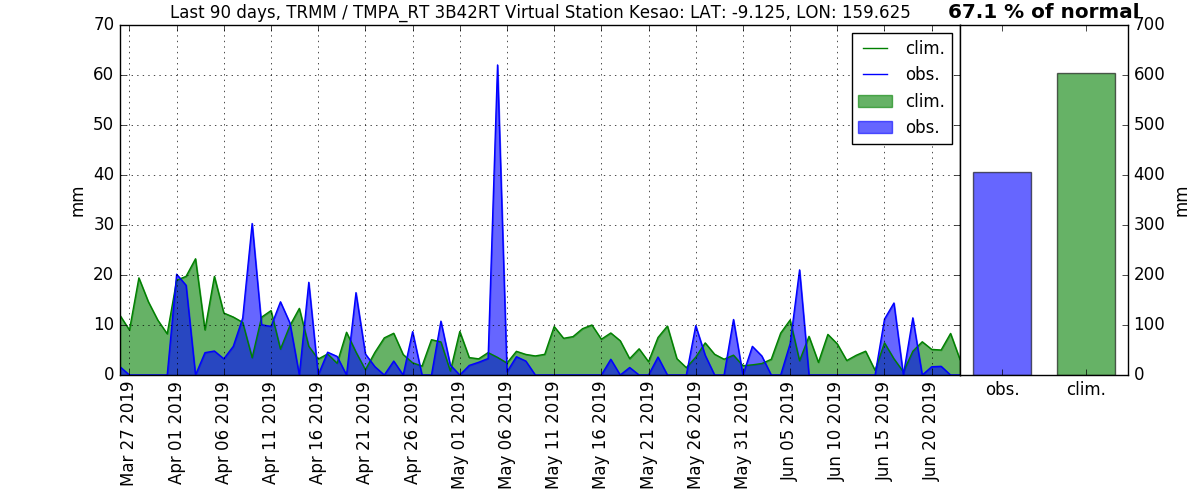 Last 90 days, TRMM / TMPA_RT 3B42RT Virtual Station Kesao: LAT: -9.125, LON: 159.625
67.1 % of normal
70
60
50
40
30
20
10
0
mm
clim.
obs.
clim.
obs.
Mar 27 2019
Apr 01 2019
Apr 06 2019
Apr 11 2019
Apr 16 2019
Apr 21 2019
Apr 26 2019
May 01 2019
May 06 2019
May 11 2019
May 16 2019
May 21 2019
May 26 2019
May 31 2019
Jun 05 2019
Jun 10 2019
Jun 15 2019
Jun 20 2019
700
600
500
400
300
200
100
0
mm
obs.
clim.